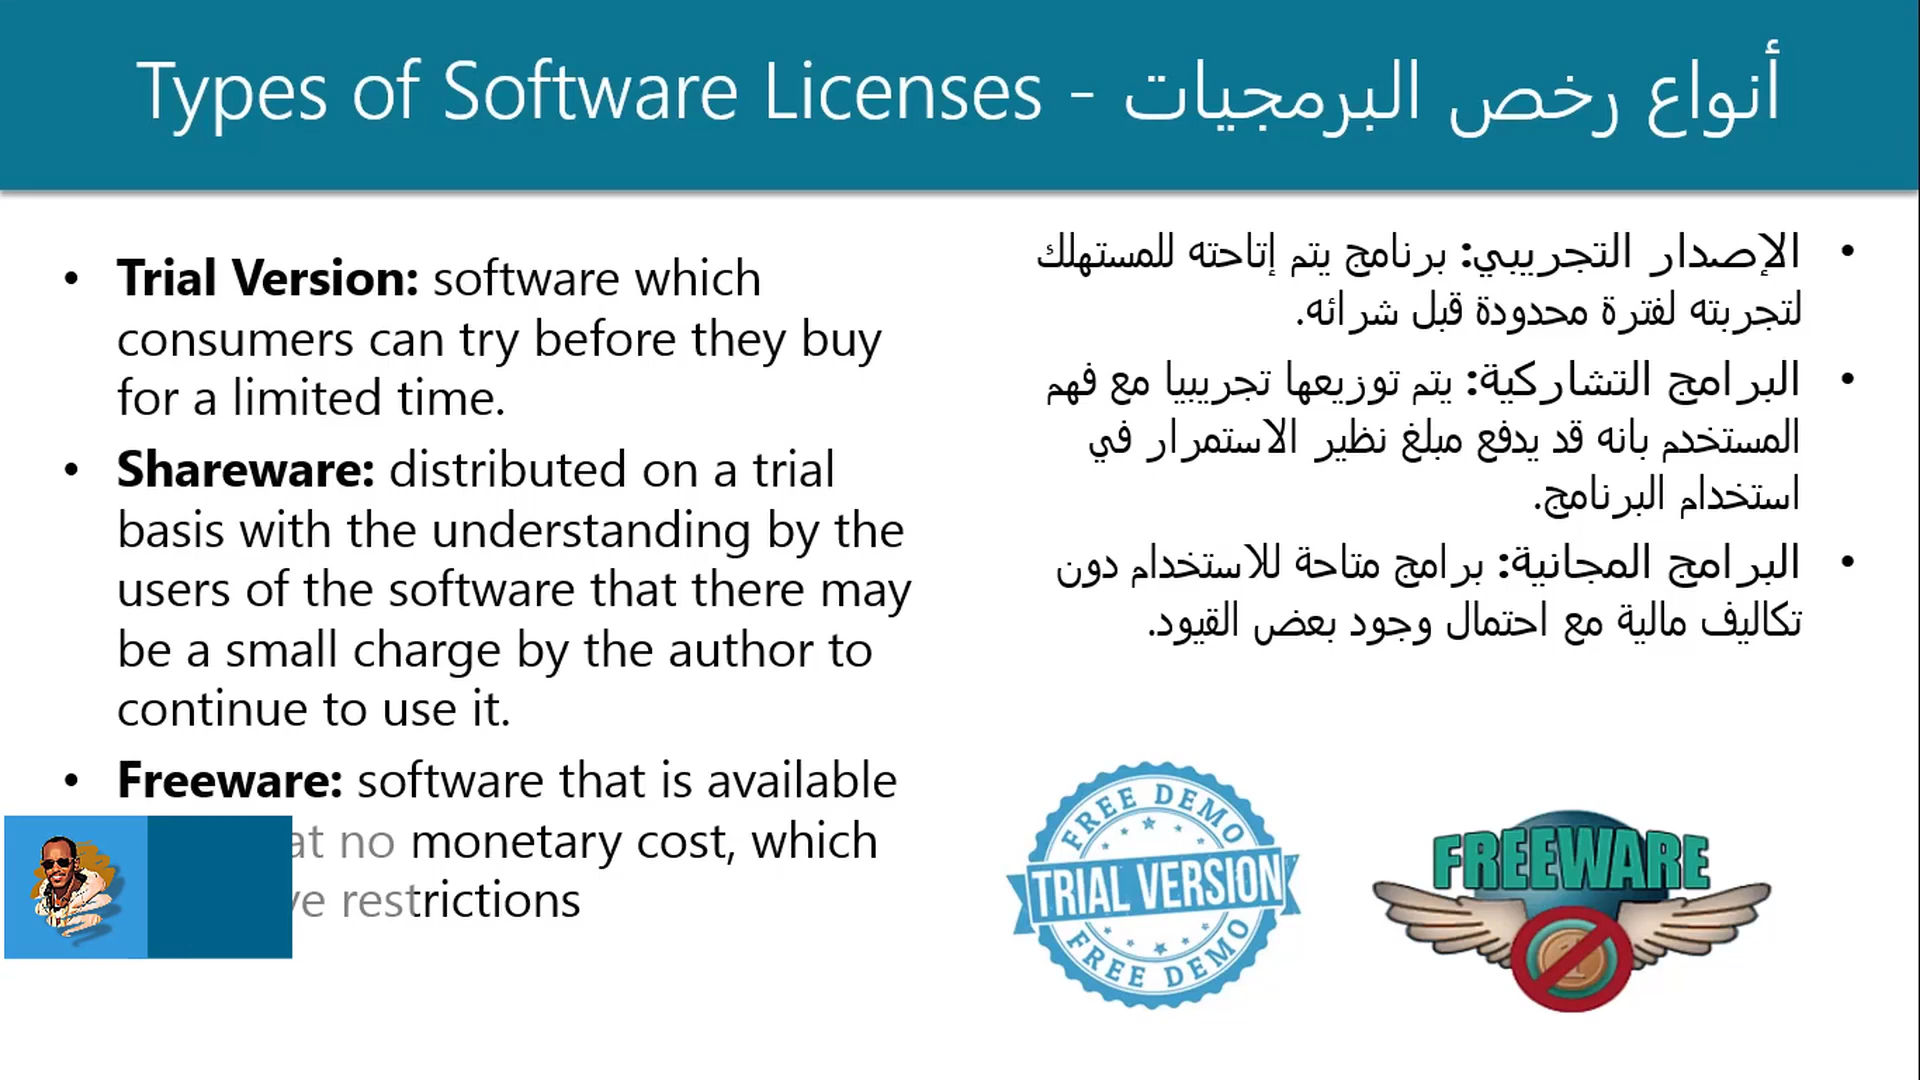 Types of Software Licenses - أنواع رخص البرمجيات
• Trial Version: software which
consumers can try before they buy
for a limited time.
• Shareware: distributed on a trial
basis with the understanding by the
users of the software that there may
be a small charge by the author to
continue to use it.
• Freeware: software that is available
at no monetary cost, which
restrictions
• الإصدار التجريبي: برنامج يتم إتاحته للمستهلك
لتجربته لفترة محدودة قبل شرائه.
• البرامج التشاركية: يتم توزيعها تجريبيا مع فهم
المستخدم بانه قد يدفع مبلغ نظير الاستمرار في
استخدام البرنامج.
• البرامج المجانية: برامج متاحة للاستخدام دون
تكاليف مالية مع احتمال وجود بعض القيود.
FREE DEMO
TRIAL VERSION
FREE DEMO
FREEWARE